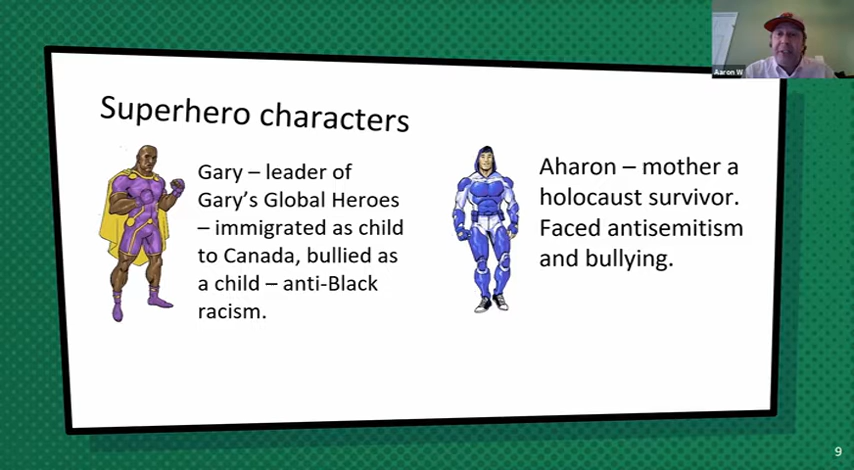 Aaron W
Superhero characters
Gary – leader of
Gary's Global Heroes
– immigrated as child
to Canada, bullied as
a child – anti-Black
racism.
Aharon – mother a
holocaust survivor.
Faced antisemitism
and bullying.
9